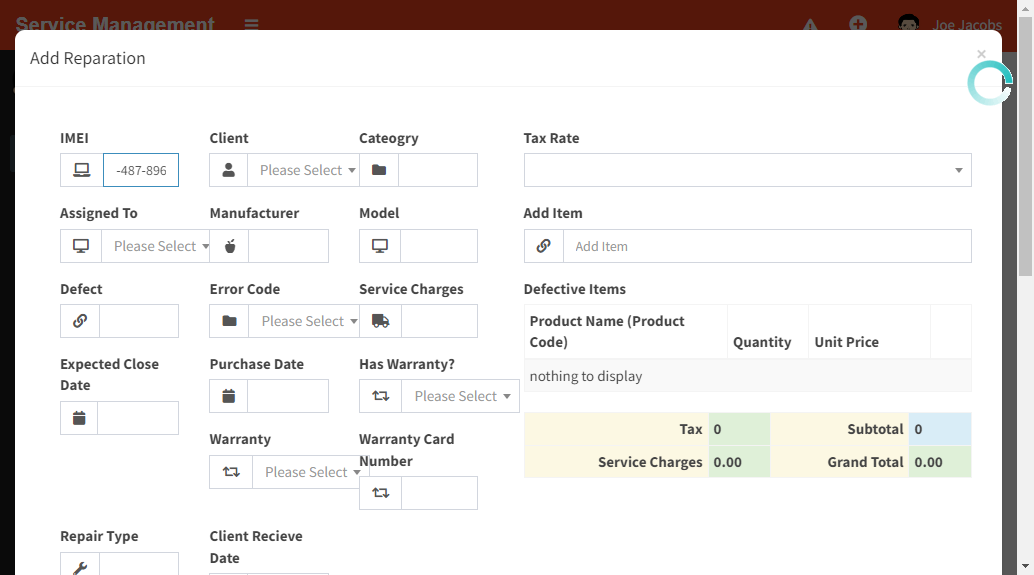 Service Management
Joe Jacobs
Add Reparation
×
IMEI
Client
Cateogry
Tax Rate
-487-896
Please Select
Assigned To
Manufacturer
Model
Add Item
Please Select
Add Item
Defect
Error Code
Service Charges
Defective Items
Please Select
Product Name (Product
Code)
Quantity
Unit Price
Expected Close
Date
Purchase Date
Has Warranty?
nothing to display
Please Select
Tax
0
Subtotal
0
Warranty
Warranty Card
Number
Service Charges
0.00
Grand Total
0.00
Please Select
Repair Type
Client Recieve
Date